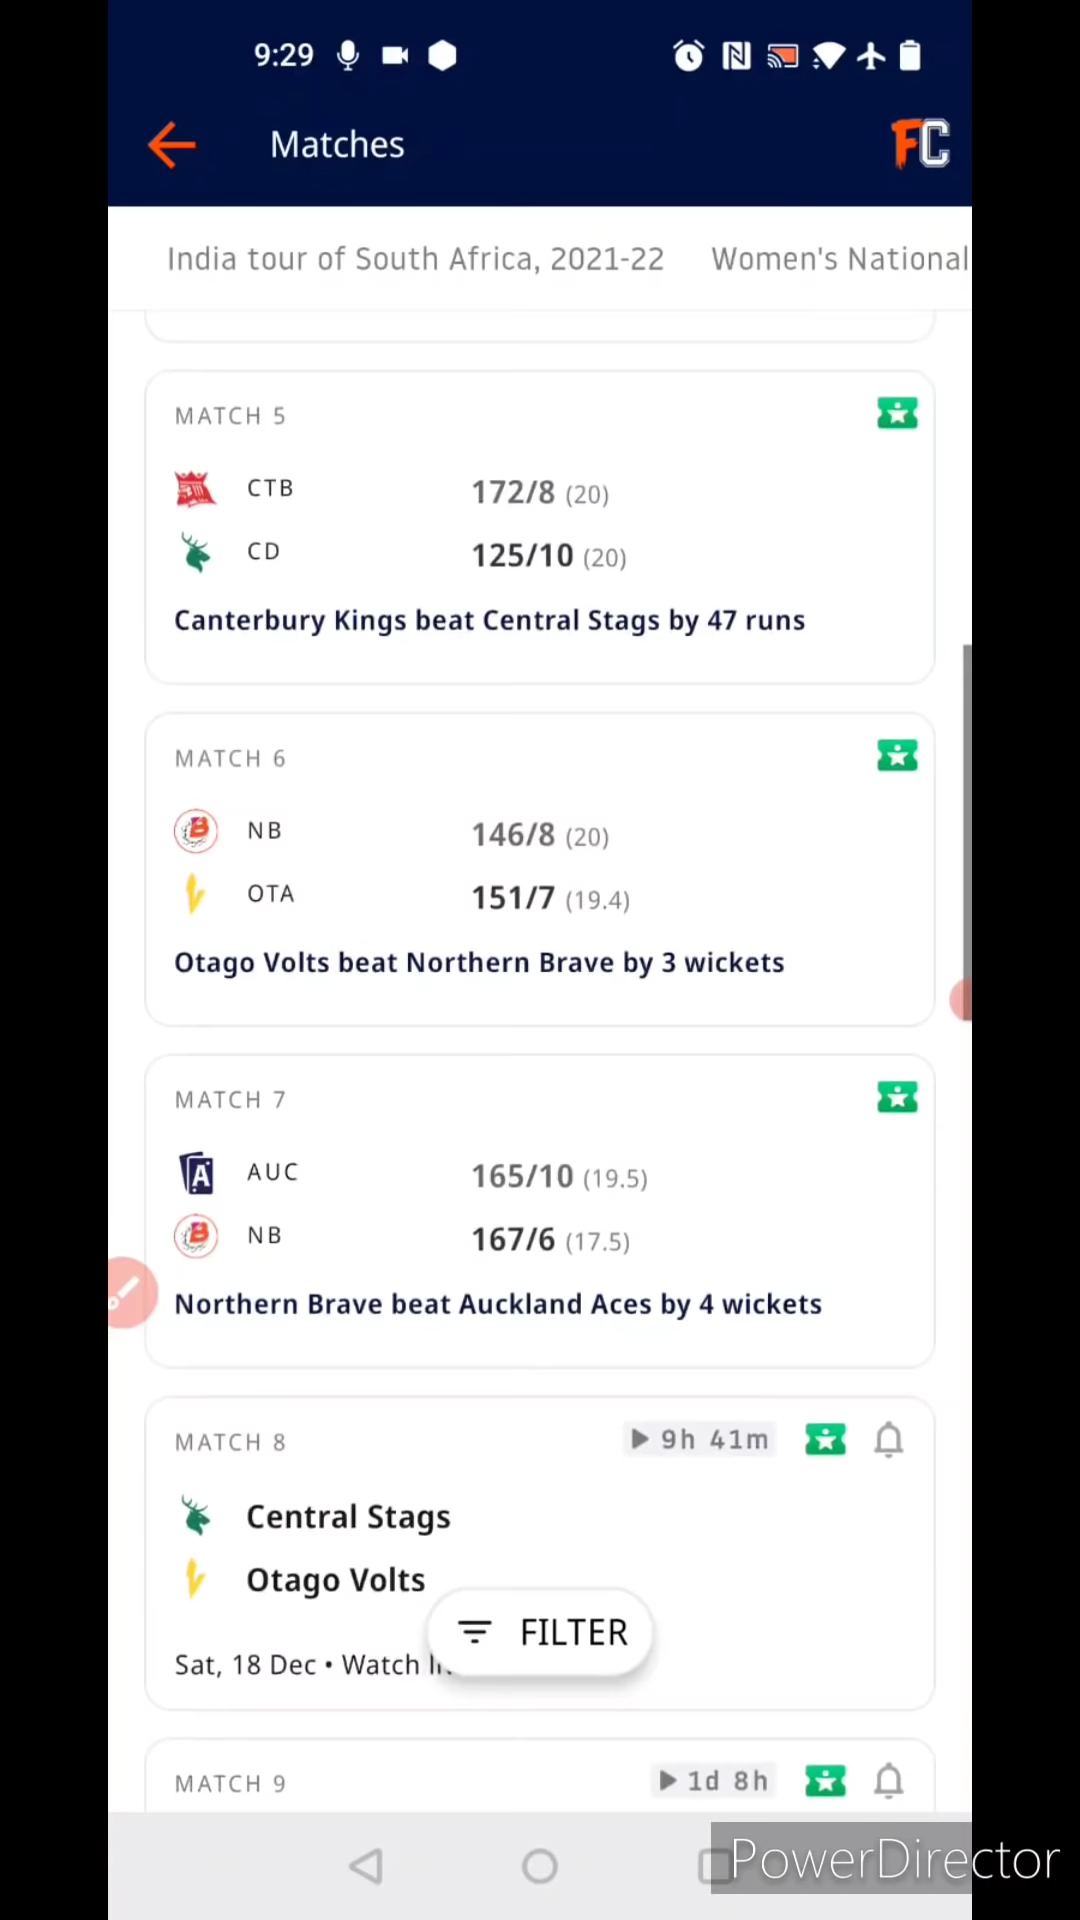 9:29
Matches
FC
India tour of South Africa, 2021-22 Women's National
MATCH 5
CTB 172/8 (20)
CD 125/10 (20)
Canterbury Kings beat Central Stags by 47 runs
MATCH 6
NB 146/8 (20)
OTA 151/7 (19.4)
Otago Volts beat Northern Brave by 3 wickets
MATCH 7
AUC 165/10 (19.5)
NB 167/6 (17.5)
Northern Brave beat Auckland Aces by 4 wickets
MATCH 8 9h 41m
Central Stags
Otago Volts
FILTER
Sat, 18 Dec • Watch
MATCH 9 1d 8h
PowerDirector